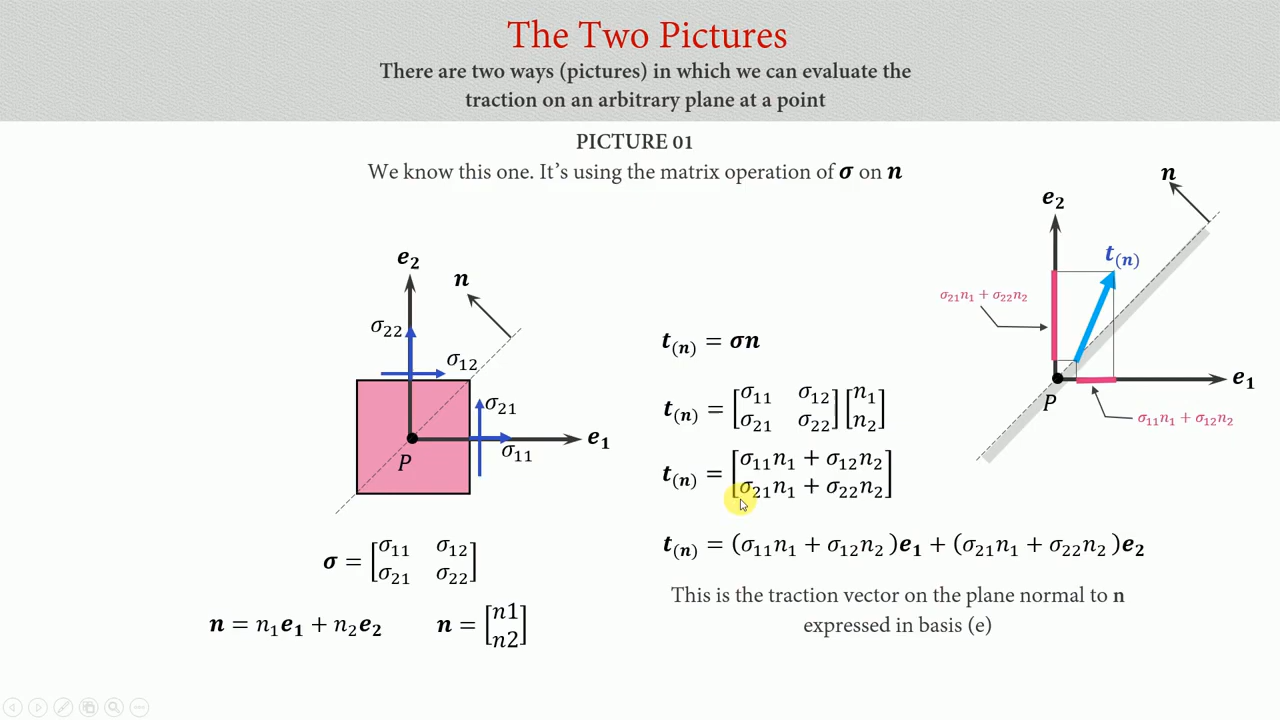 The Two Pictures
There are two ways (pictures) in which we can evaluate the
traction on an arbitrary plane at a point
PICTURE 01
We know this one. It's using the matrix operation of σ on n
e₂
n
σ₂₂
σ₁₂
σ₂₁
e₁
σ₁₁
P
σ = [σ₁₁ σ₁₂
σ₂₁ σ₂₂]
n = n₁e₁ + n₂e₂
n = [n1
n2]
t₍ₙ₎ = σn
t₍ₙ₎ = [σ₁₁ σ₁₂] [n₁]
[σ₂₁ σ₂₂] [n₂]
t₍ₙ₎ = [σ₁₁n₁ + σ₁₂n₂]
[σ₂₁n₁ + σ₂₂n₂]
t₍ₙ₎ = (σ₁₁n₁ + σ₁₂n₂)e₁ + (σ₂₁n₁ + σ₂₂n₂)e₂
This is the traction vector on the plane normal to n
expressed in basis (e)
n
e₂
t₍ₙ₎
σ₂₁n₁ + σ₂₂n₂
e₁
P
σ₁₁n₁ + σ₁₂n₂